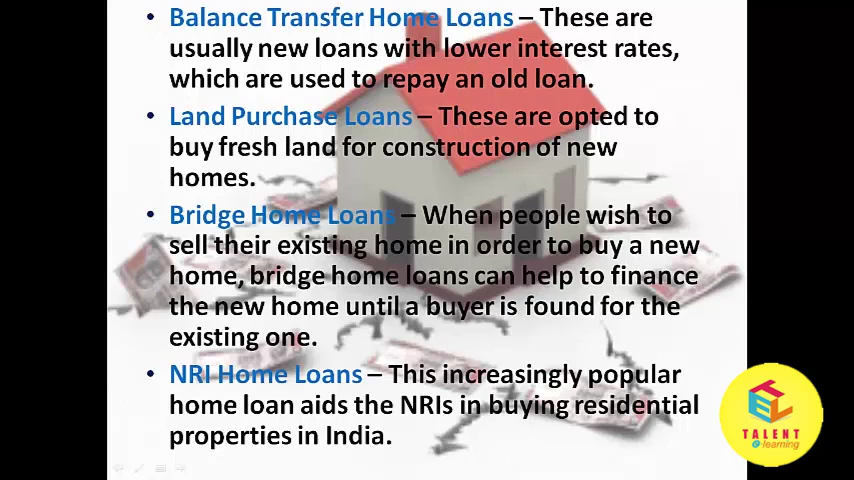 • Balance Transfer Home Loans – These are
usually new loans with lower interest rates,
which are used to repay an old loan.
• Land Purchase Loans – These are opted to
buy fresh land for construction of new
homes.
• Bridge Home Loans – When people wish to
sell their existing home in order to buy a new
home, bridge home loans can help to finance
the new home until a buyer is found for the
existing one.
• NRI Home Loans – This increasingly popular
home loan aids the NRIs in buying residential
properties in India.
TEL
TALENT
e-learning